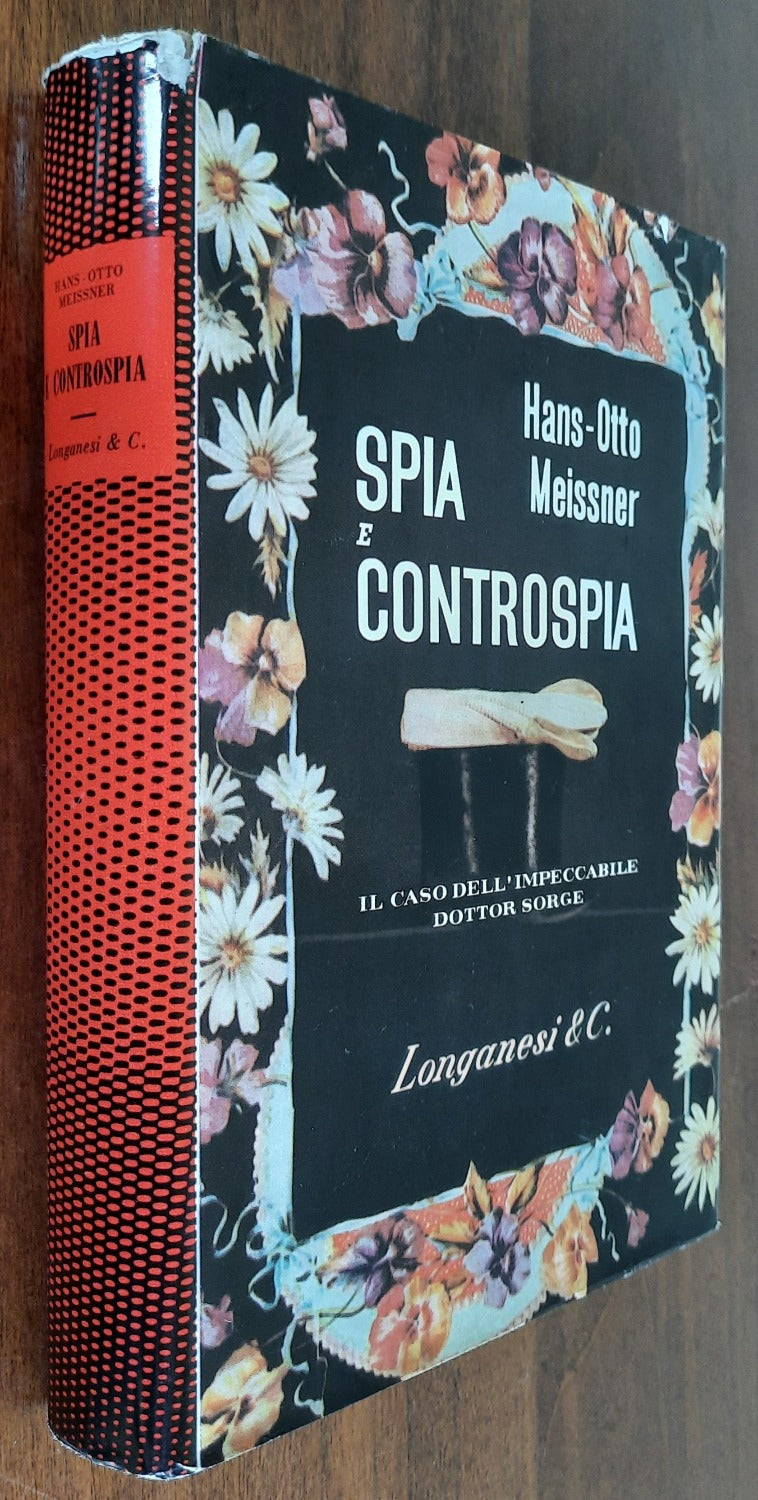 HANS-OTTO
MEISSNER
SPIA
E CONTROSPIA
Longanesi & C.
Hans-Otto
Meissner
SPIA
E
CONTROSPIA
IL CASO DELL'IMPECCABILE
DOTTOR SORGE
Longanesi & C.